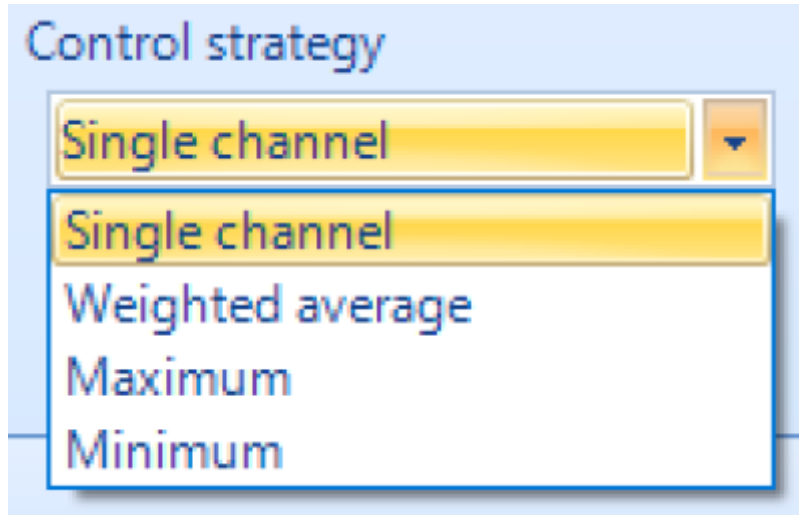 Control strategy
Single channel
Single channel
Weighted average
Maximum
Minimum